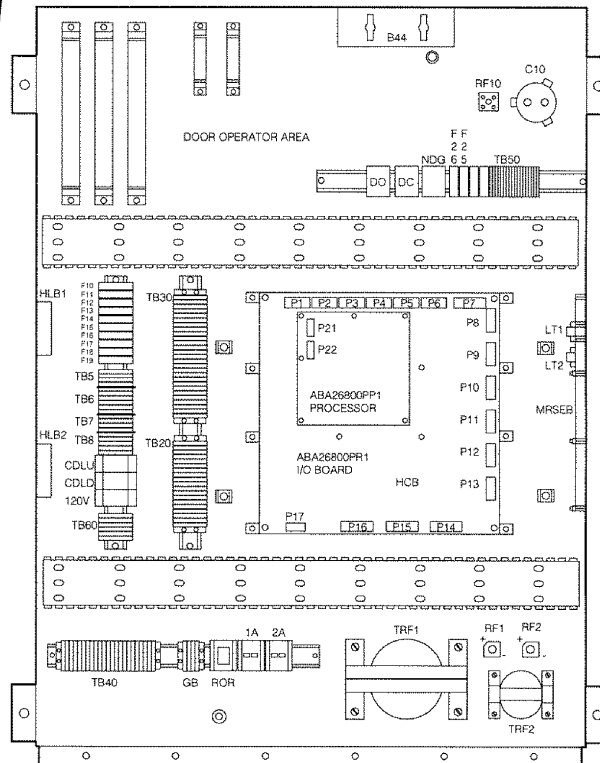 B44
C10
RF10
DOOR OPERATOR AREA
F F
2 2
NDG 6 5 TB50
DO DC
HLB1
F10
F11
F12
F13
F14
F15
F16
F17
F18
F19
TB30
P1 P2 P3 P4 P5 P6 P7
P8
P21
P22
P9
LT1
LT2
TB5
TB6
TB7
TB8
P10
ABA26800PP1
PROCESSOR
P11
MRSEB
HLB2
TB20
CDLU
CDLD
120V
ABA26800PR1
I/O BOARD
P12
HCB
P13
TB60
P17
P16 P15 P14
1A 2A
TRF1
RF1 RF2
+ - + -
TB40 GB ROR
TRF2